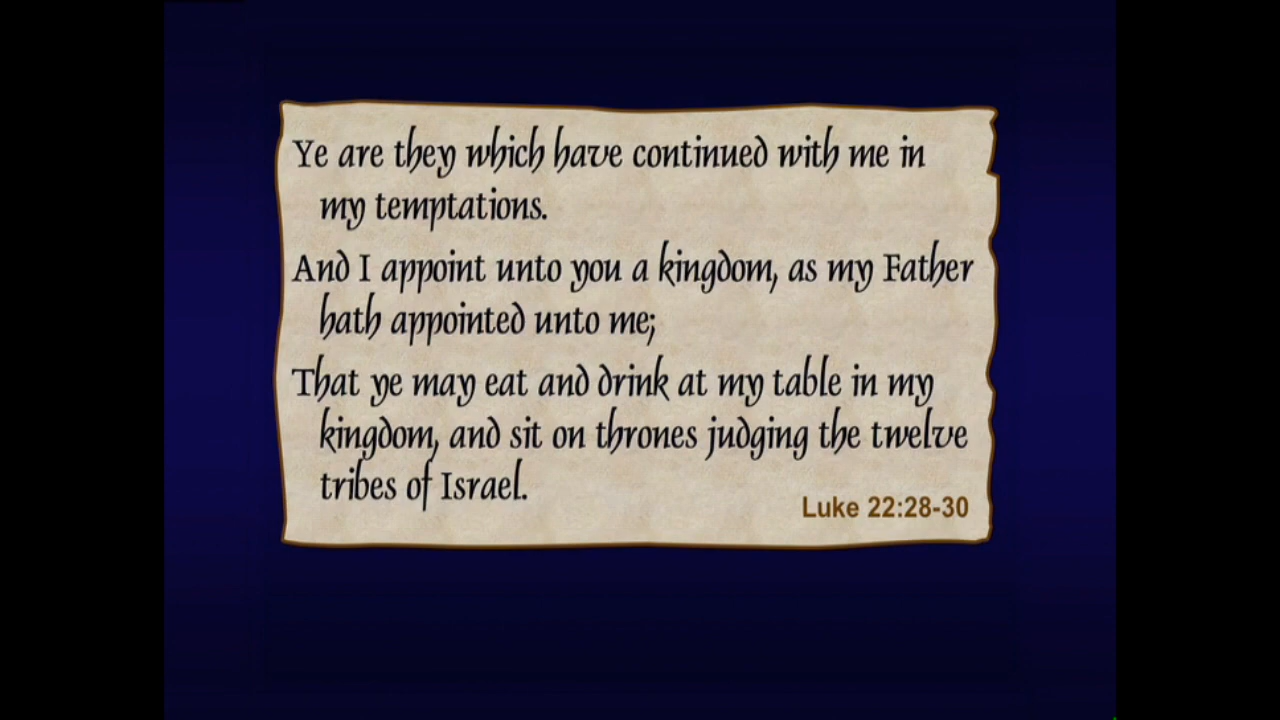 Ye are they which have continued with me in
my temptations.
And I appoint unto you a kingdom, as my Father
hath appointed unto me;
That ye may eat and drink at my table in my
kingdom, and sit on thrones judging the twelve
tribes of Israel.
Luke 22:28-30